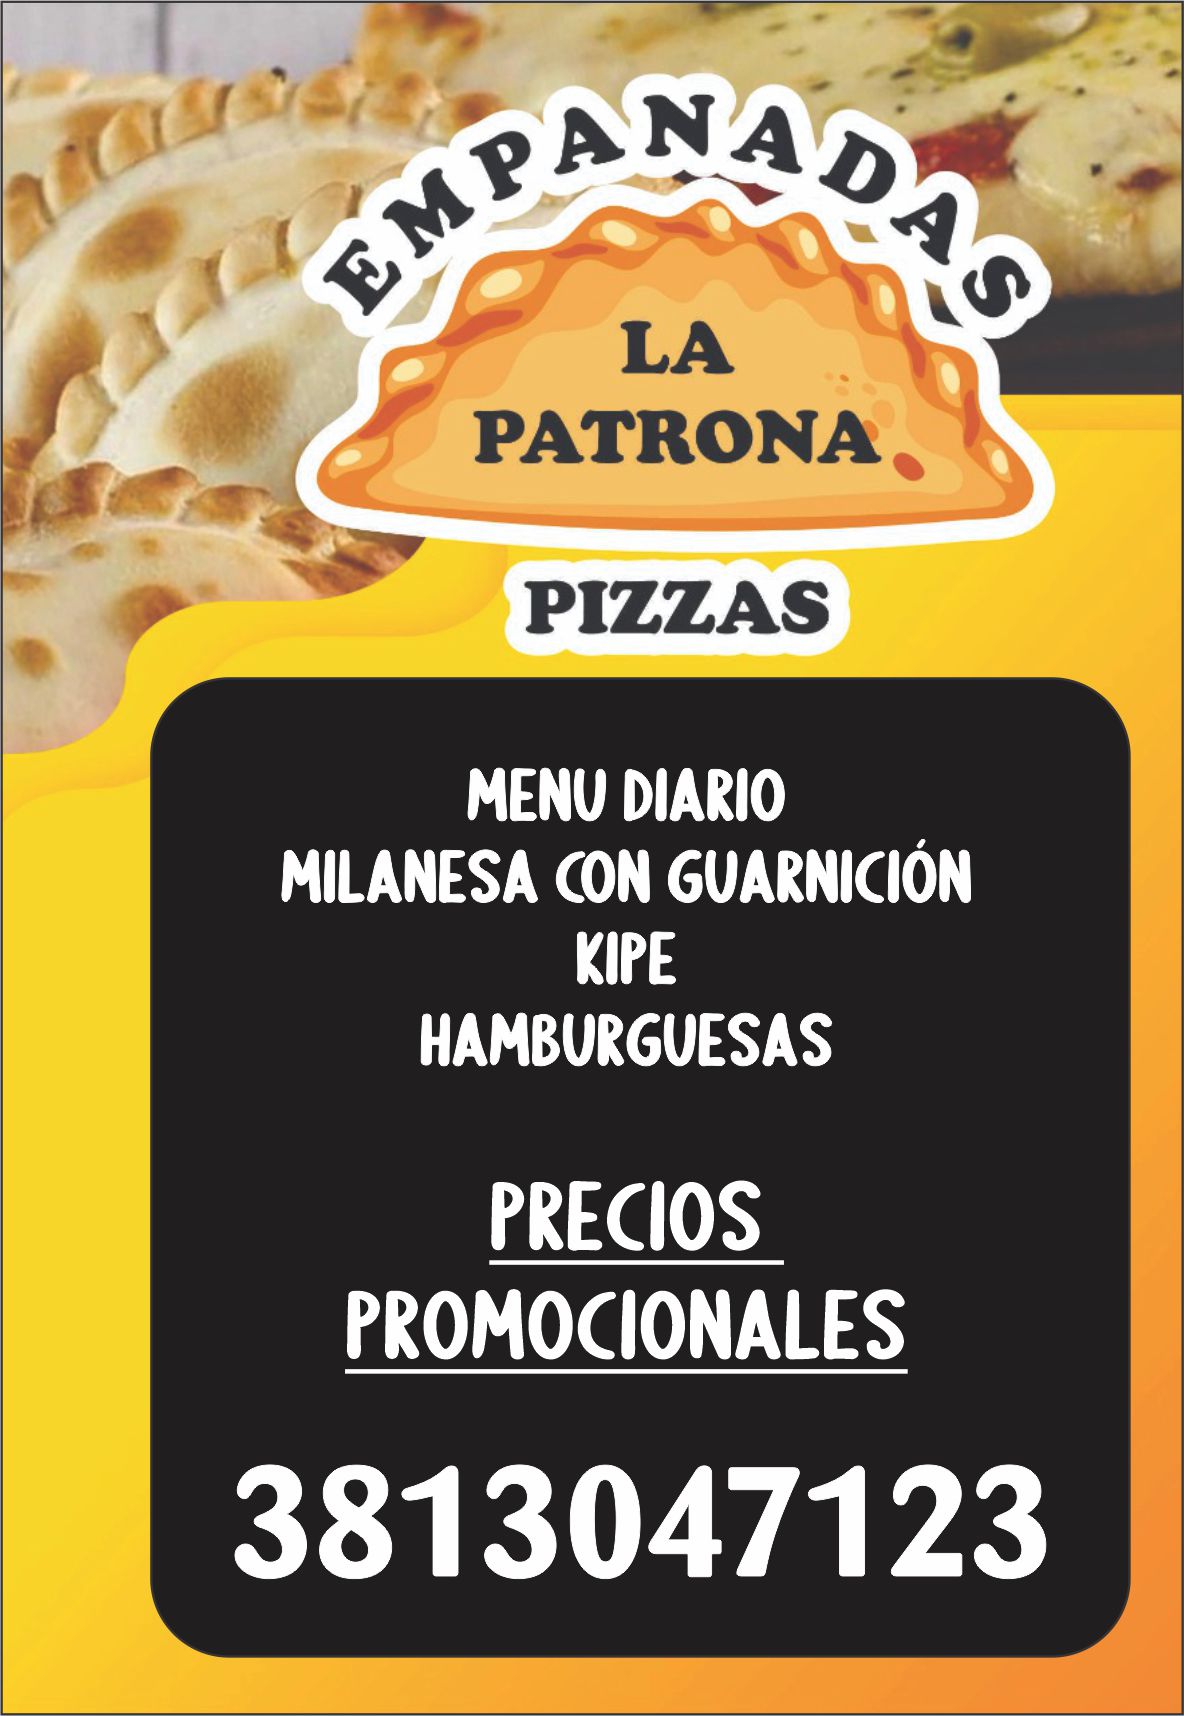 EMPANADAS
LA
PATRONA
PIZZAS
MENU DIARIO
MILANESA CON GUARNICIÓN
KIPE
HAMBURGUESAS
PRECIOS
PROMOCIONALES
3813047123